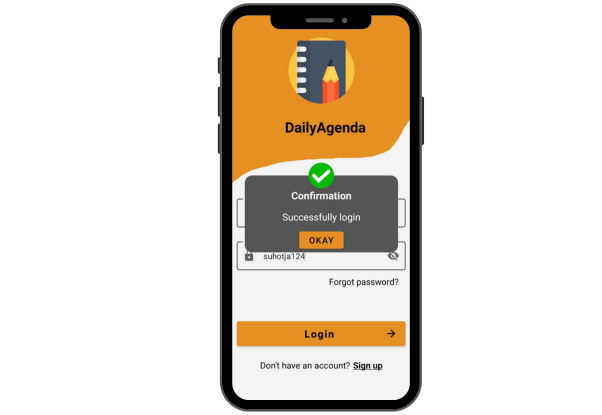 DailyAgenda
Confirmation
Successfully login
OKAY
suhotja124
Forgot password?
Login
Don't have an account? Sign up